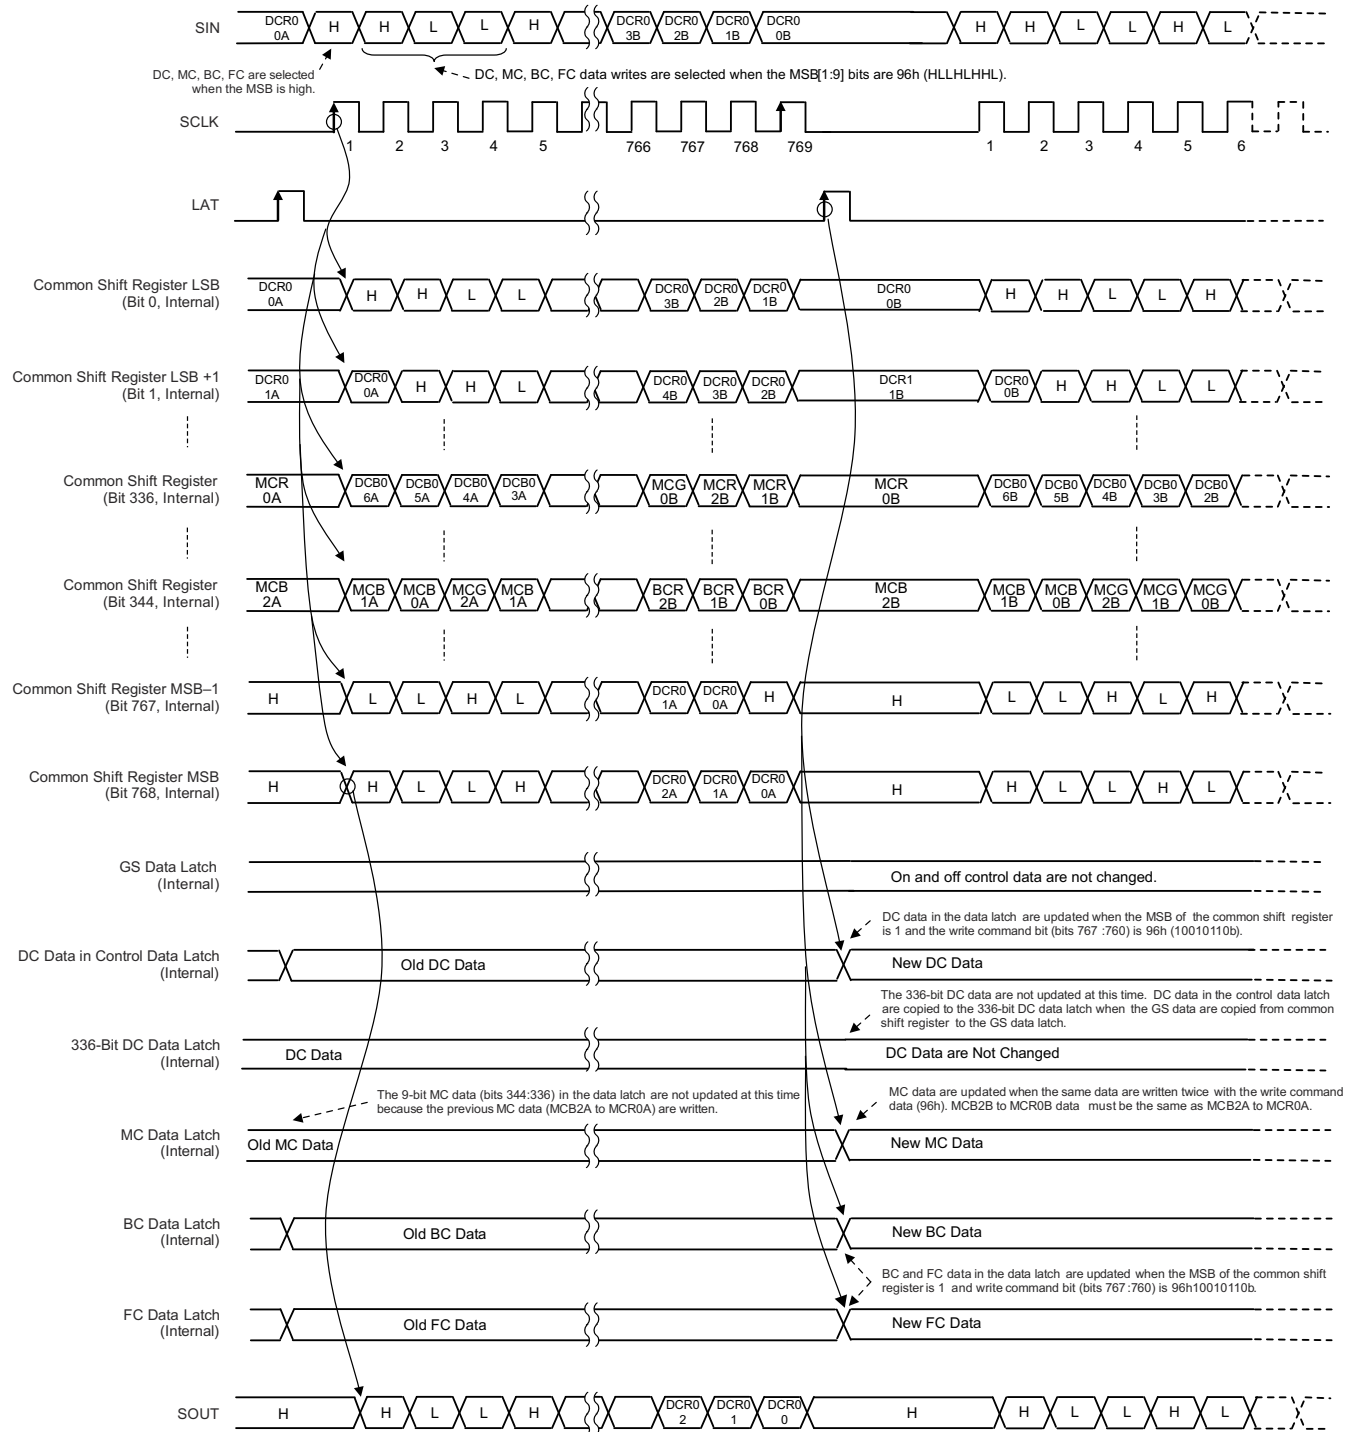 SIN DCR0 0A H H L L H DCR0 3B DCR0 2B DCR0 1B DCR0 0B H H L L H L
DC, MC, BC, FC are selected
when the MSB is high.
DC, MC, BC, FC data writes are selected when the MSB[1:9] bits are 96h (HLLHLHHL).
SCLK
1 2 3 4 5 766 767 768 769 1 2 3 4 5 6
LAT
Common Shift Register LSB
(Bit 0, Internal)
DCR0 0A H H L L DCR0 3B DCR0 2B DCR0 1B DCR0 0B H H L L H
Common Shift Register LSB +1
(Bit 1, Internal)
DCR0 1A DCR0 0A H H L DCR0 4B DCR0 3B DCR0 2B DCR1 1B DCR0 0B H H L L
Common Shift Register
(Bit 336, Internal)
MCR 0A DCB0 6A DCB0 5A DCB0 4A DCB0 3A MCG 0B MCR 2B MCR 1B MCR 0B DCB0 6B DCB0 5B DCB0 4B DCB0 3B DCB0 2B
Common Shift Register
(Bit 344, Internal)
MCB 2A MCB 1A MCB 0A MCG 2A MCB 1A BCR 2B BCR 1B BCR 0B MCB 2B MCB 1B MCB 0B MCG 2B MCG 1B MCG 0B
Common Shift Register MSB–1
(Bit 767, Internal)
H L L H L DCR0 1A DCR0 0A H H L L H L H
Common Shift Register MSB
(Bit 768, Internal)
H H L L H DCR0 2A DCR0 1A DCR0 0A H H L L H L
GS Data Latch
(Internal)
On and off control data are not changed.
DC data in the data latch are updated when the MSB of the common shift register
is 1 and the write command bit (bits 767 :760) is 96h (10010110b).
DC Data in Control Data Latch
(Internal)
Old DC Data New DC Data
The 336-bit DC data are not updated at this time. DC data in the control data latch
are copied to the 336-bit DC data latch when the GS data are copied from common
shift register to the GS data latch.
336-Bit DC Data Latch
(Internal)
DC Data DC Data are Not Changed
The 9-bit MC data (bits 344:336) in the data latch are not updated at this time
because the previous MC data (MCB2A to MCR0A) are written.
MC data are updated when the same data are written twice with the write command
data (96h). MCB2B to MCR0B data must be the same as MCB2A to MCR0A.
MC Data Latch
(Internal)
Old MC Data New MC Data
BC Data Latch
(Internal)
Old BC Data New BC Data
BC and FC data in the data latch are updated when the MSB of the common shift
register is 1 and write command bit (bits 767:760) is 96h10010110b.
FC Data Latch
(Internal)
Old FC Data New FC Data
SOUT H H L L H DCR0 2 DCR0 1 DCR0 0 H H L L H L